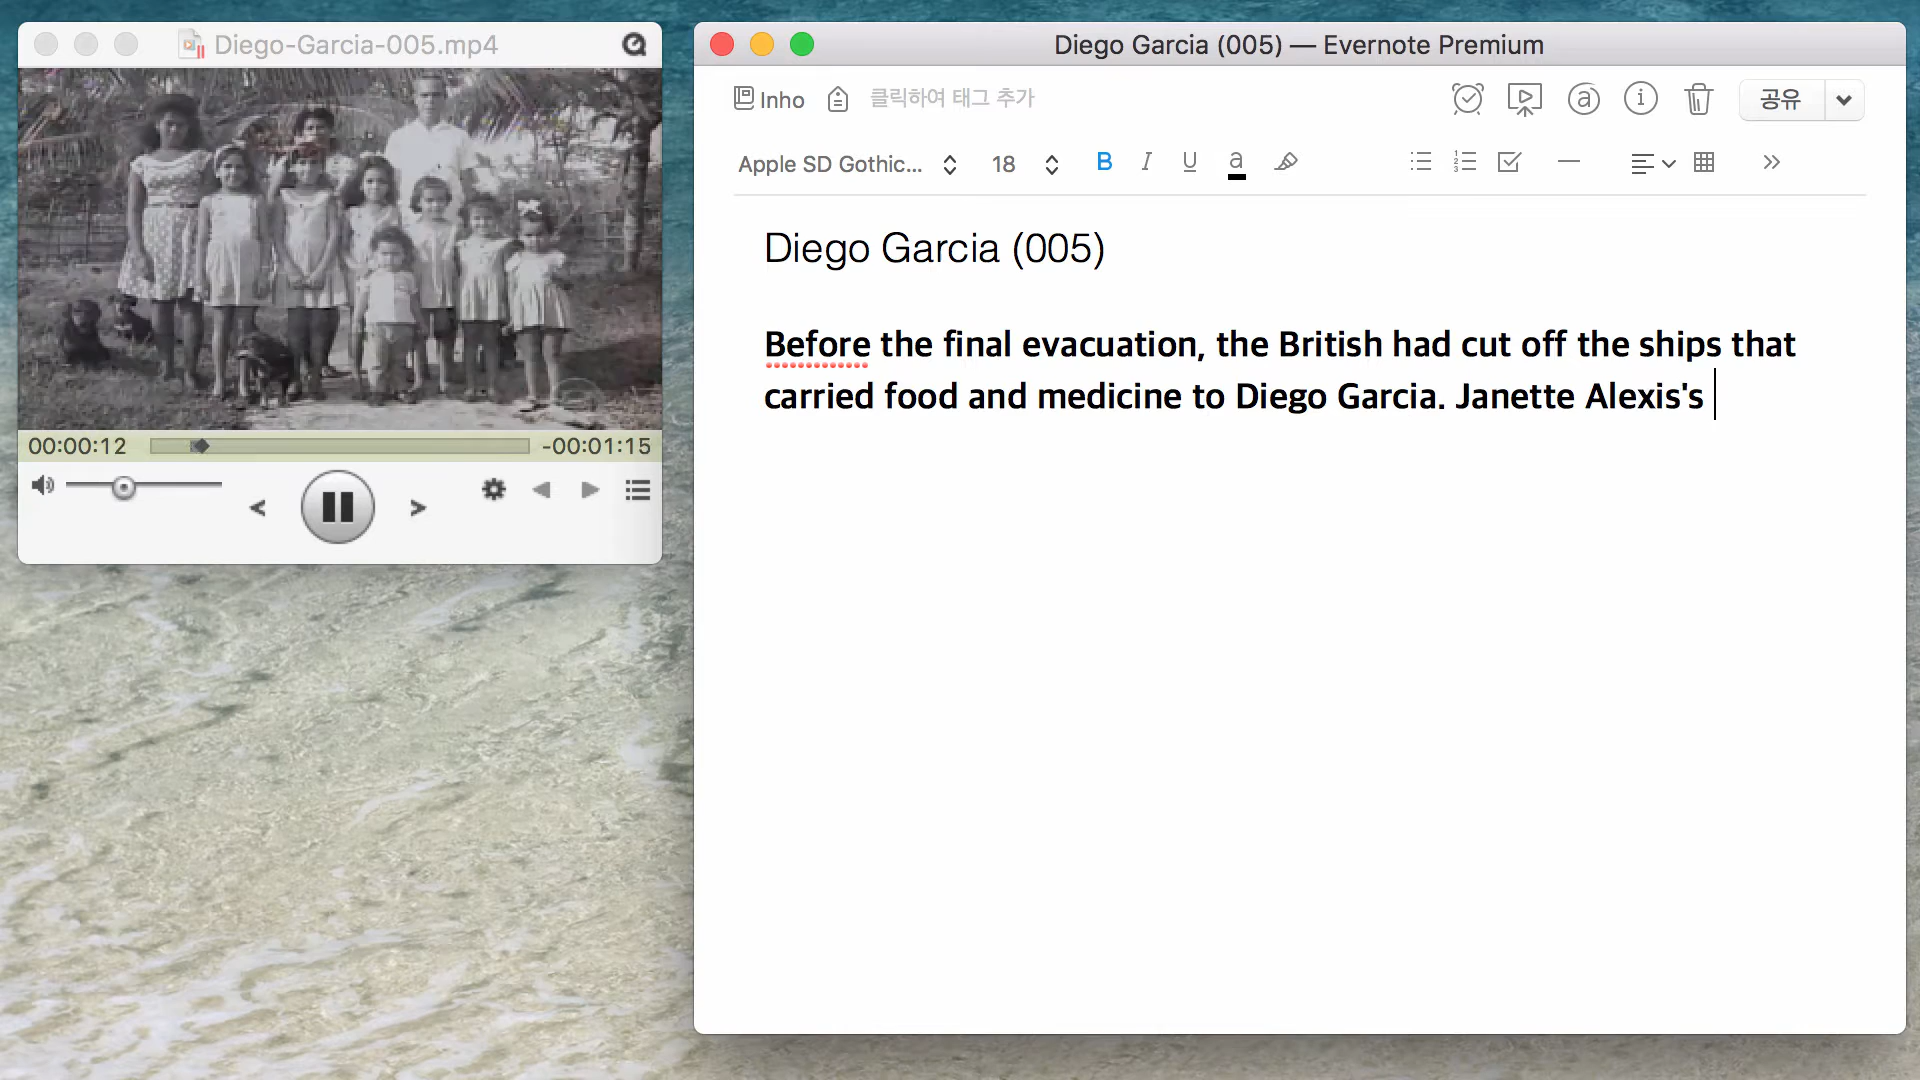 Diego-Garcia-005.mp4
00:00:12
-00:01:15
Diego Garcia (005) — Evernote Premium
Inho
클릭하여 태그 추가
공유
Apple SD Gothic...
18
B
I
U
a
Diego Garcia (005)
Before the final evacuation, the British had cut off the ships that
carried food and medicine to Diego Garcia. Janette Alexis's